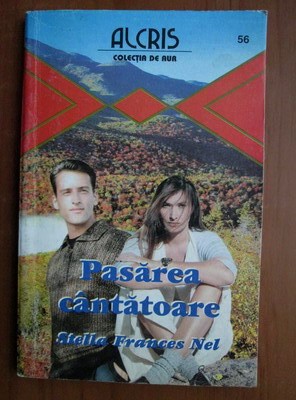 ALCRIS
COLECȚIA DE AUR
56
Pasărea
cântătoare
Stella Frances Nel